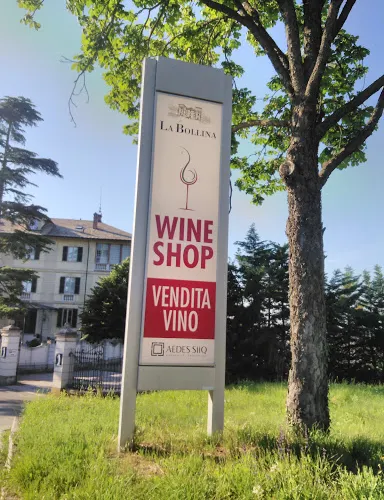 LA BOLLINA
WINE
SHOP
VENDITA
VINO
AEDES SIIQ